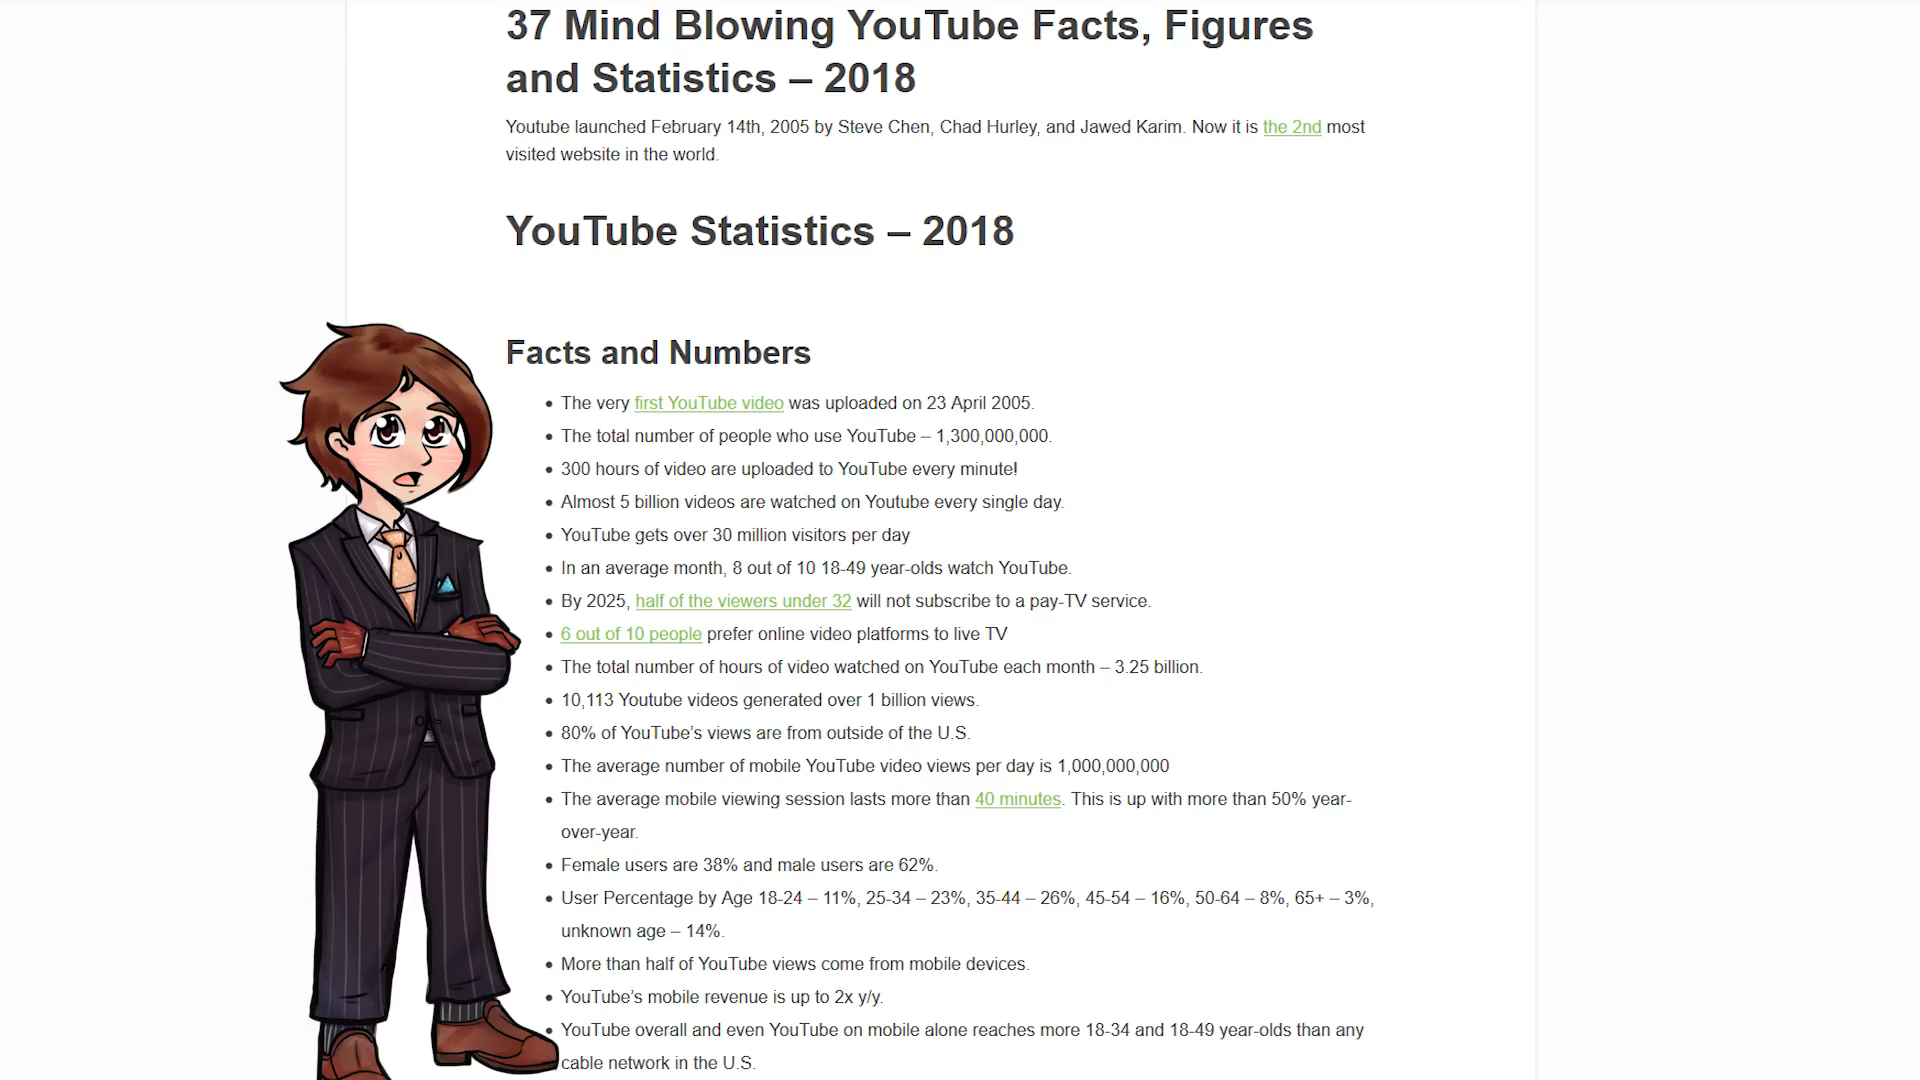 37 Mind Blowing YouTube Facts, Figures
and Statistics – 2018
Youtube launched February 14th, 2005 by Steve Chen, Chad Hurley, and Jawed Karim. Now it is the 2nd most
visited website in the world.
YouTube Statistics – 2018
Facts and Numbers
The very first YouTube video was uploaded on 23 April 2005.
The total number of people who use YouTube – 1,300,000,000.
300 hours of video are uploaded to YouTube every minute!
Almost 5 billion videos are watched on Youtube every single day.
YouTube gets over 30 million visitors per day
In an average month, 8 out of 10 18-49 year-olds watch YouTube.
By 2025, half of the viewers under 32 will not subscribe to a pay-TV service.
6 out of 10 people prefer online video platforms to live TV
The total number of hours of video watched on YouTube each month – 3.25 billion.
10,113 Youtube videos generated over 1 billion views.
80% of YouTube’s views are from outside of the U.S.
The average number of mobile YouTube video views per day is 1,000,000,000
The average mobile viewing session lasts more than 40 minutes. This is up with more than 50% year-
over-year.
Female users are 38% and male users are 62%.
User Percentage by Age 18-24 – 11%, 25-34 – 23%, 35-44 – 26%, 45-54 – 16%, 50-64 – 8%, 65+ – 3%,
unknown age – 14%.
More than half of YouTube views come from mobile devices.
YouTube’s mobile revenue is up to 2x y/y.
YouTube overall and even YouTube on mobile alone reaches more 18-34 and 18-49 year-olds than any
cable network in the U.S.